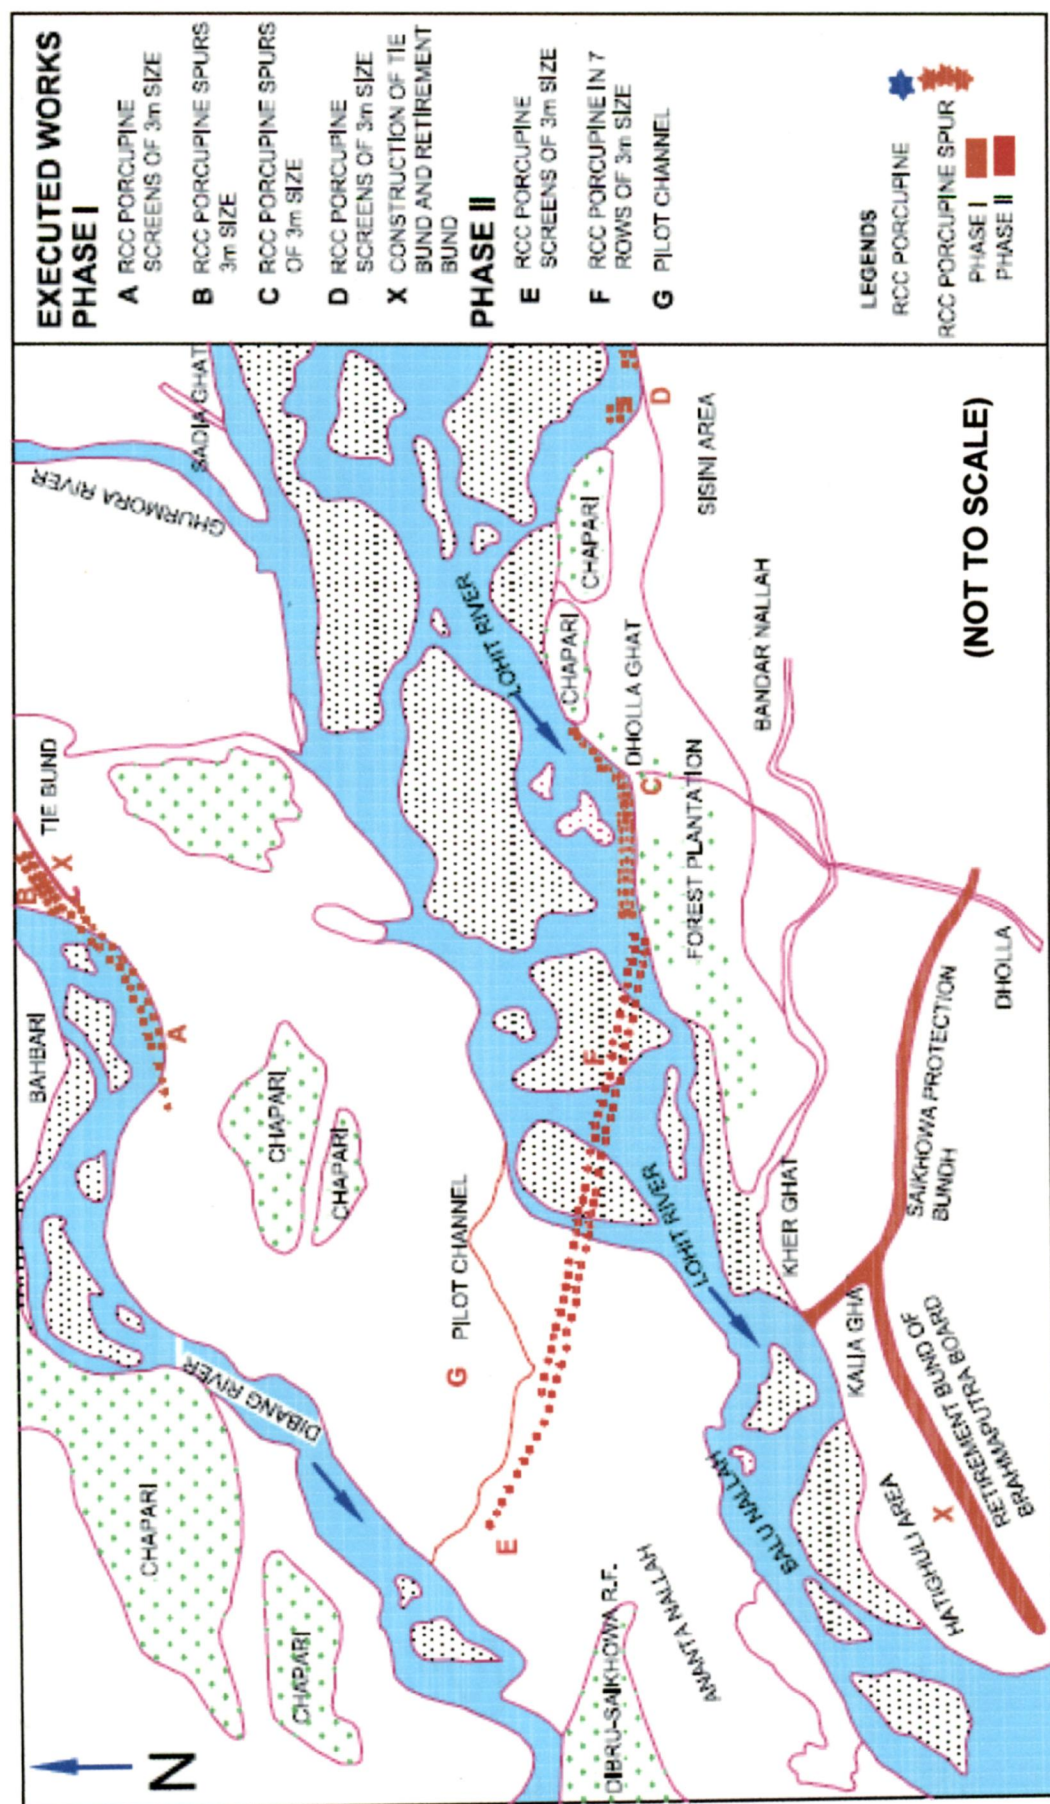 EXECUTED WORKS
PHASE I
A RCC PORCUPINE
SCREENS OF 3m SIZE
B RCC PORCUPINE SPURS
3m SIZE
C RCC PORCUPINE SPURS
OF 3m SIZE
D RCC PORCUPINE
SCREENS OF 3m SIZE
X CONSTRUCTION OF TIE
BUND AND RETIREMENT
BUND
PHASE II
E RCC PORCUPINE
SCREENS OF 3m SIZE
F RCC PORCUPINE IN 7
ROWS OF 3m SIZE
G PILOT CHANNEL
LEGENDS
RCC PORCUPINE
RCC PORCUPINE SPUR
PHASE I
PHASE II
N
CHAPARI
CHAPARI
DIBANG RIVER
BAHBARI
A
B
X
TIE BUND
CHAPARI
CHAPARI
GHURMORA RIVER
SADIA GHAT
G PILOT CHANNEL
E
F
LOHIT RIVER
CHAPARI
CHAPARI
D
SISINI AREA
DHOLLA GHAT
C
FOREST PLANTATION
BANDAR NALLAH
DIBRU-SAIKHOWA R.F.
ANANTA NALLAH
BALU NALLAH
LOHIT RIVER
KHER GHAT
KALIA GHA
HATIGHULI AREA
X
RETIREMENT BUND OF
BRAHMAPUTRA BOARD
SAIKHOWA PROTECTION
BUNDH
DHOLLA
(NOT TO SCALE)